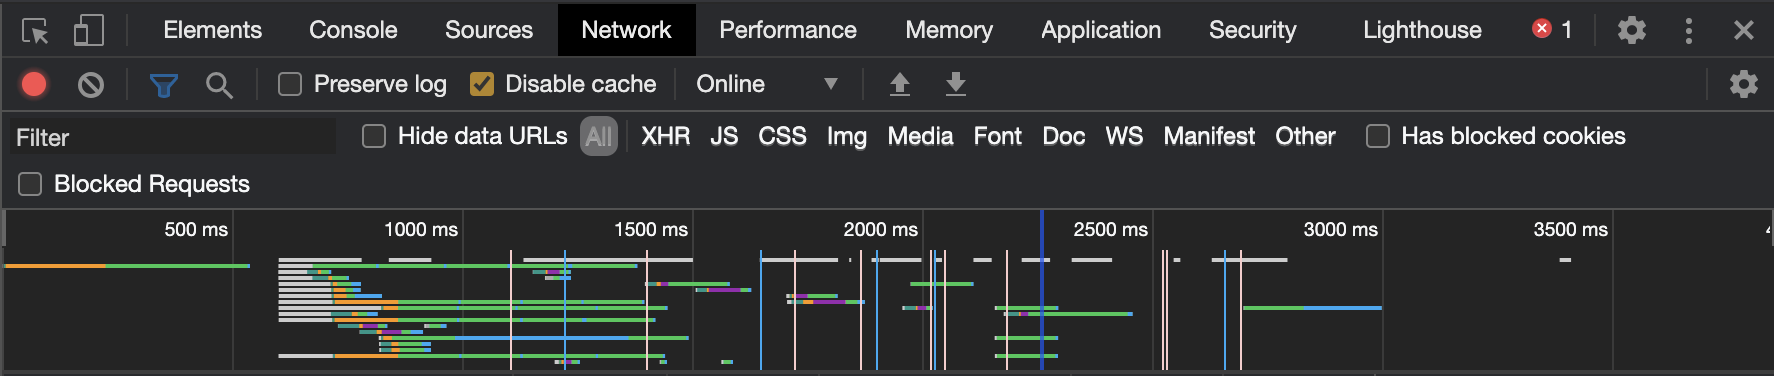 Elements Console Sources Network Performance Memory Application Security Lighthouse 1
Preserve log Disable cache Online
Filter Hide data URLs All XHR JS CSS Img Media Font Doc WS Manifest Other Has blocked cookies
Blocked Requests
500 ms 1000 ms 1500 ms 2000 ms 2500 ms 3000 ms 3500 ms